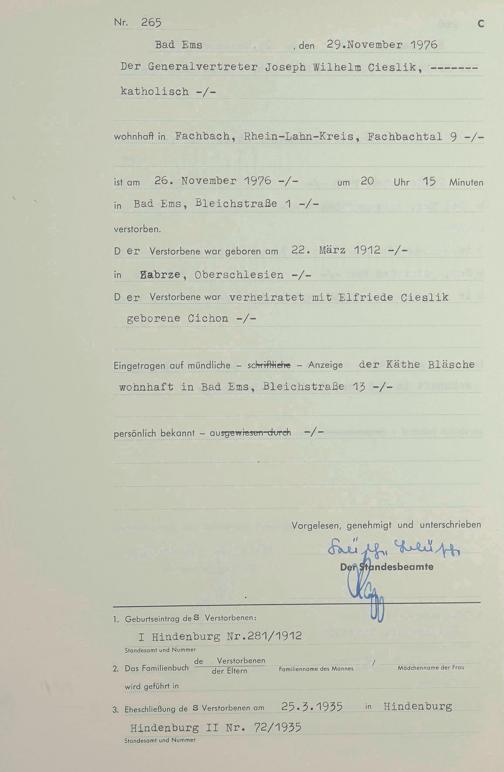 Nr. 265 C
Bad Ems , den 29.November 1976
Der Generalvertreter Joseph Wilhelm Cieslik, -------
katholisch -/-
wohnhaft in Fachbach, Rhein-Lahn-Kreis, Fachbachtal 9 -/-
ist am 26. November 1976 -/- um 20 Uhr 15 Minuten
in Bad Ems, Bleichstraße 1 -/-
verstorben.
D er Verstorbene war geboren am 22. März 1912 -/-
in Zabrze, Oberschlesien -/-
D er Verstorbene war verheiratet mit Elfriede Cieslik
geborene Cichon -/-
Eingetragen auf mündliche – schriftliche – Anzeige der Käthe Bläsche
wohnhaft in Bad Ems, Bleichstraße 13 -/-
persönlich bekannt – ausgewiesen durch -/-
Vorgelesen, genehmigt und unterschrieben
Der Standesbeamte
1. Geburtseintrag des Verstorbenen:
I Hindenburg Nr.281/1912
Standesamt und Nummer
2. Das Familienbuch de Verstorbenen / 
der Eltern Familienname des Mannes Mädchenname der Frau
wird geführt in
3. Eheschließung des Verstorbenen am 25.3.1935 in Hindenburg
Hindenburg II Nr. 72/1935
Standesamt und Nummer